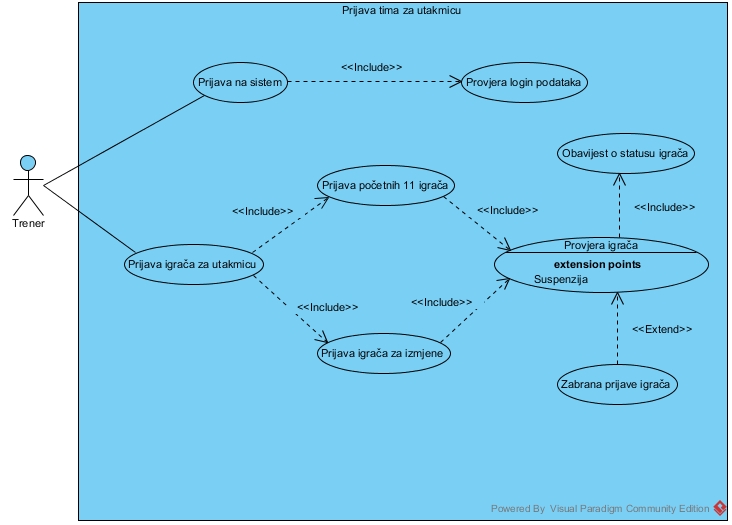 Prijava tima za utakmicu
<<Include>>
Prijava na sistem
Provjera login podataka
Obavijest o statusu igrača
Prijava početnih 11 igrača
<<Include>>
<<Include>>
<<Include>>
Trener
Provjera igrača
Prijava igrača za utakmicu
extension points
Suspenzija
<<Include>>
<<Include>>
<<Extend>>
Prijava igrača za izmjene
Zabrana prijave igrača
Powered By Visual Paradigm Community Edition